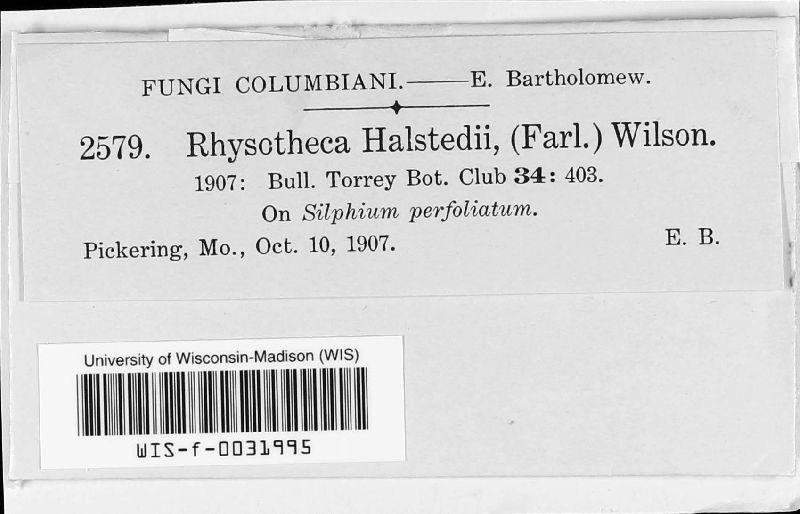 FUNGI COLUMBIANI.——E. Bartholomew.
2579. Rhysotheca Halstedii, (Farl.) Wilson.
1907: Bull. Torrey Bot. Club 34: 403.
On Silphium perfoliatum.
Pickering, Mo., Oct. 10, 1907. E. B.
University of Wisconsin-Madison (WIS)
WIS-f-0031995